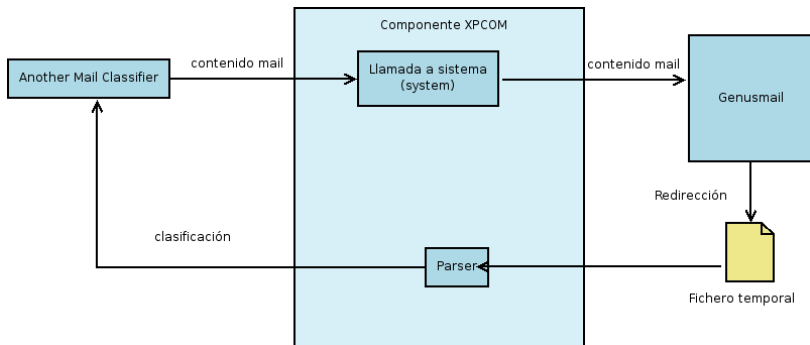 Componente XPCOM
Another Mail Classifier
contenido mail
Llamada a sistema
(system)
contenido mail
Genusmail
Redirección
clasificación
Parser
Fichero temporal